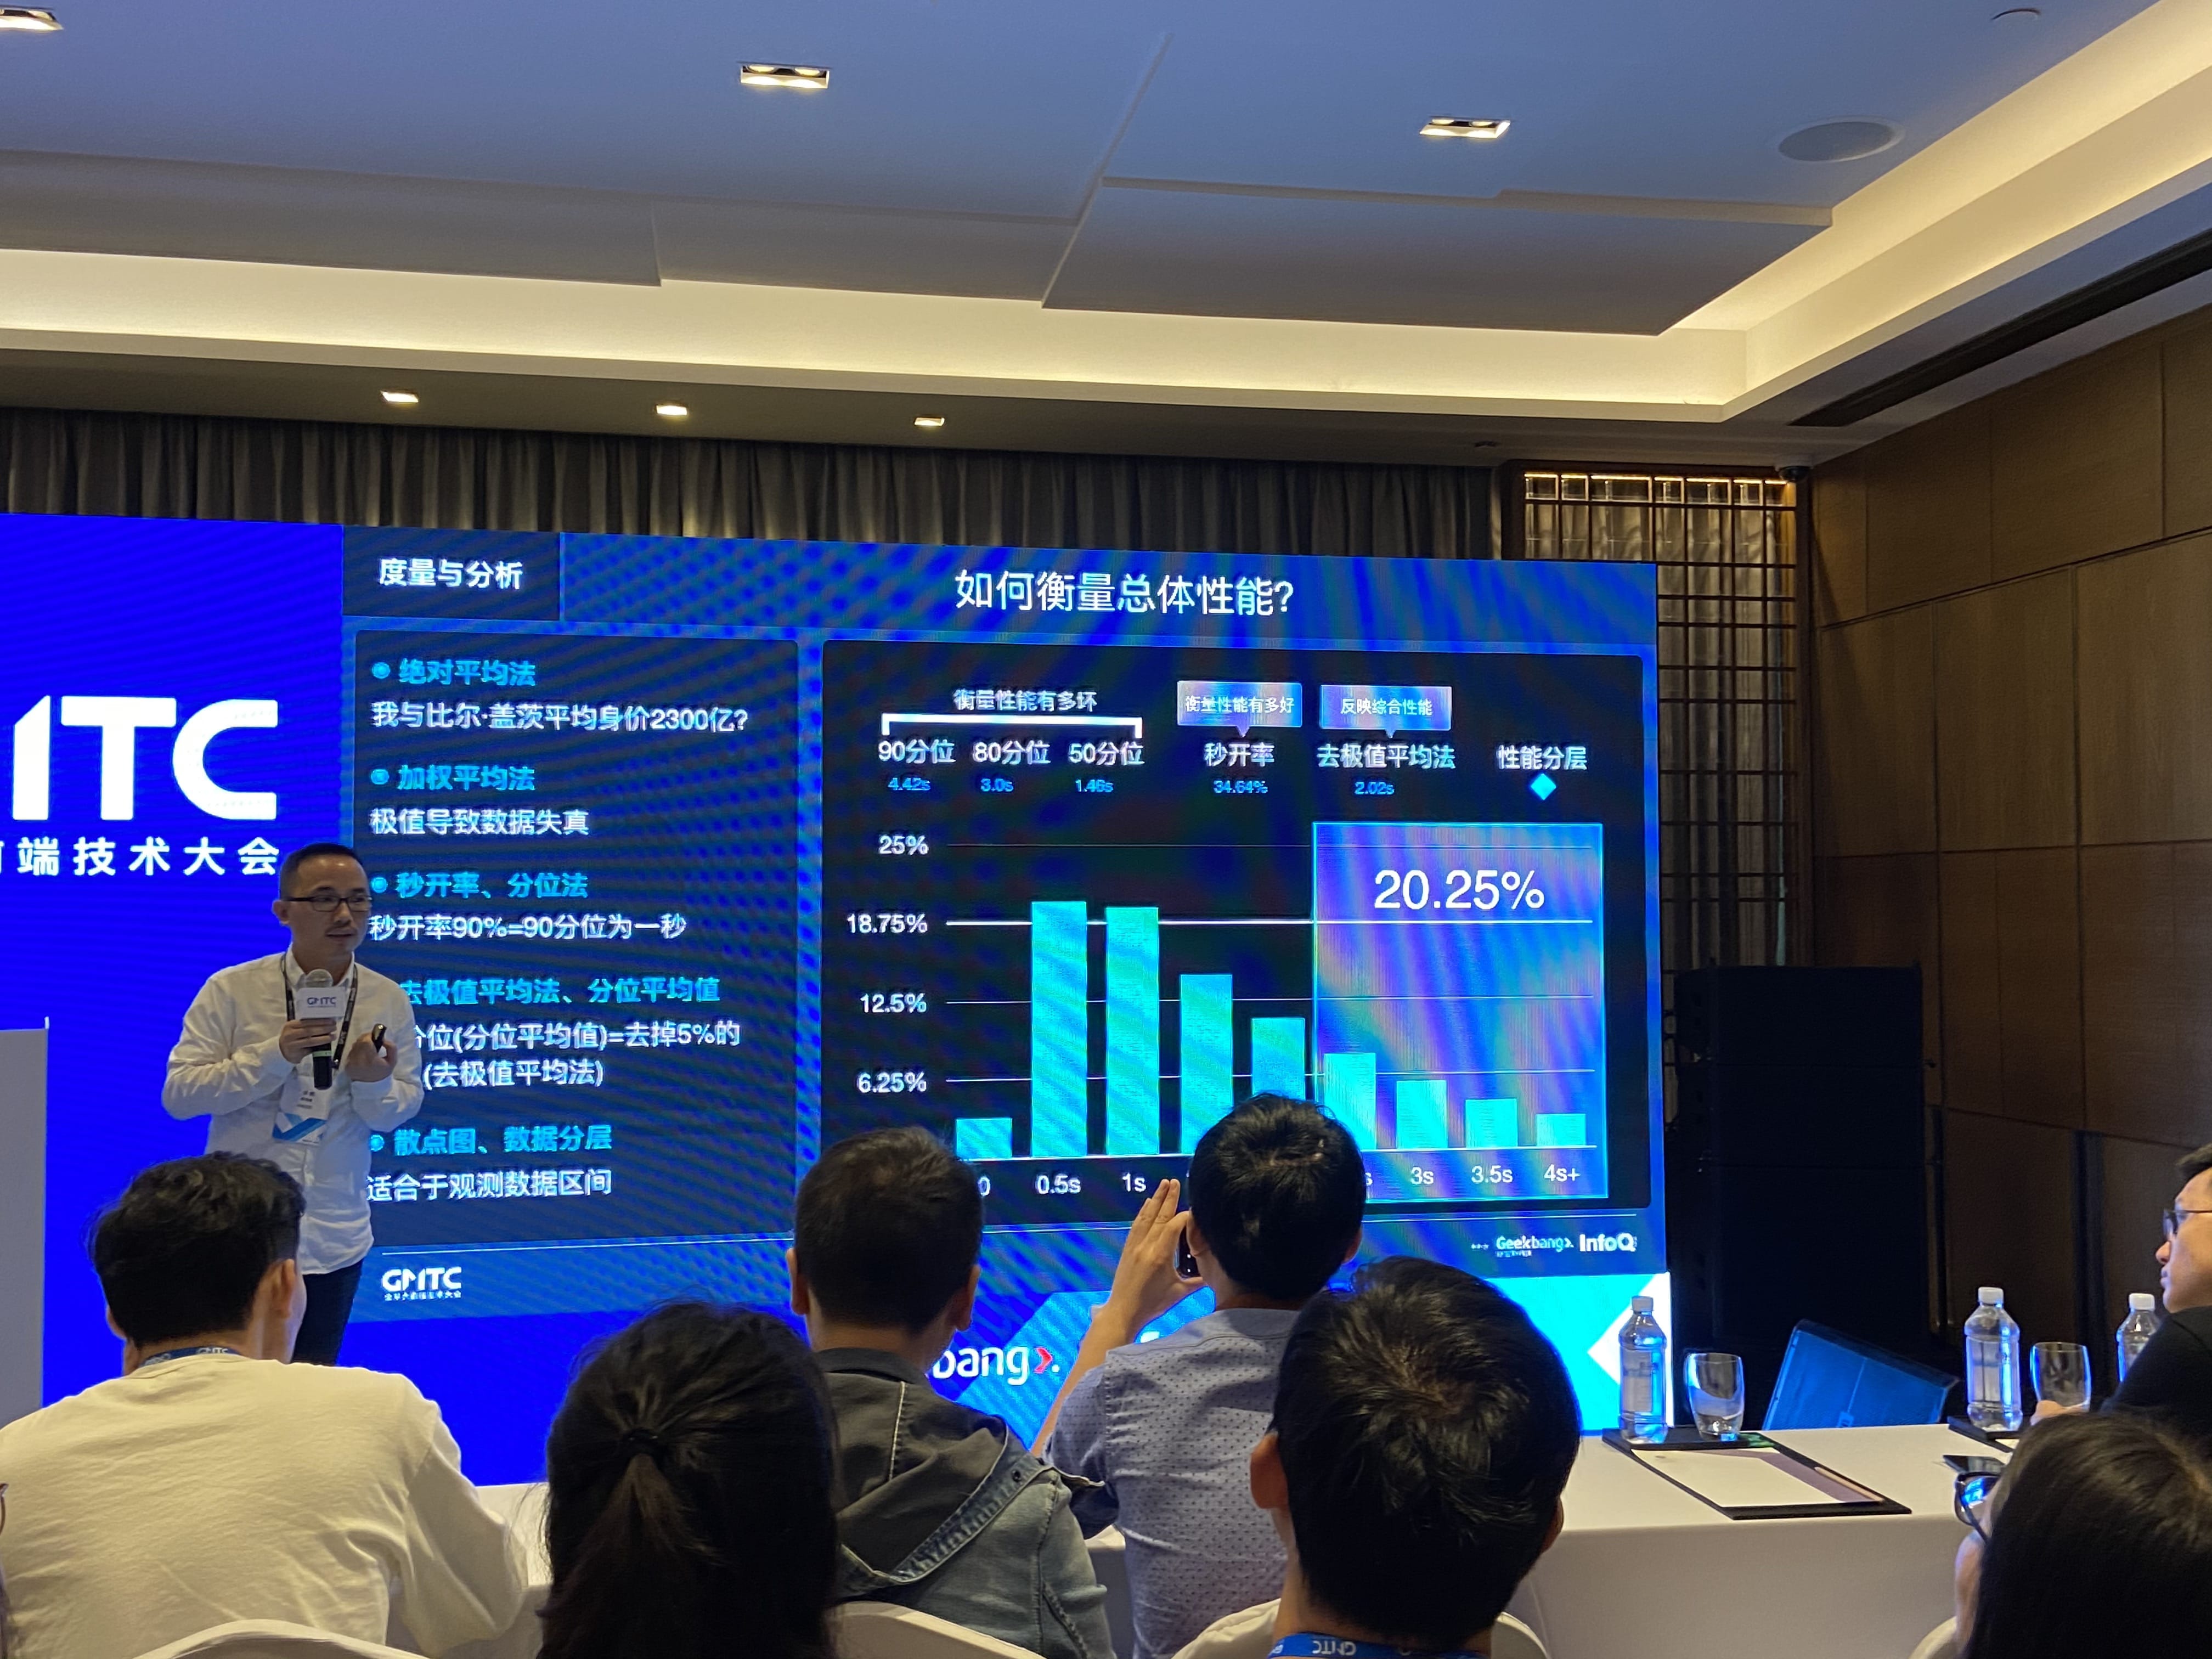 ITC
端技术大会
度量与分析
如何衡量总体性能?
绝对平均法
我与比尔·盖茨平均身价2300亿?
加权平均法
极值导致数据失真
秒开率、分位法
秒开率90%=90分位为一秒
去极值平均法、分位平均值
分位(分位平均值)=去掉5%的
(去极值平均法)
散点图、数据分层
适合于观测数据区间
GMTC
衡量性能有多坏
衡量性能有多好
反映综合性能
90分位 80分位 50分位 秒开率 去极值平均法 性能分层
4.42s 3.0s 1.46s 34.64% 2.02s
20.25%
25%
18.75%
12.5%
6.25%
0 0.5s 1s s 3s 3.5s 4s+
Geekbang>. InfoQ
bang>.
GMTC
GMTC
GMTC